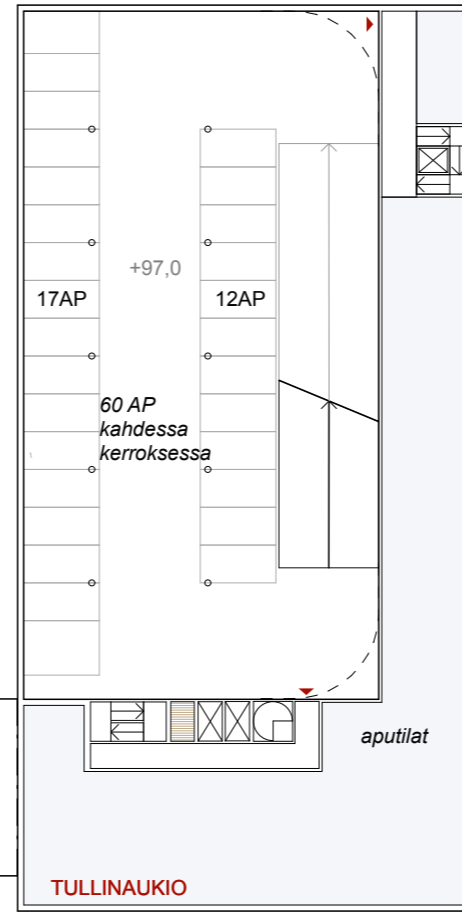 +97,0
17AP
12AP
60 AP
kahdessa
kerroksessa
aputilat
TULLINAUKIO